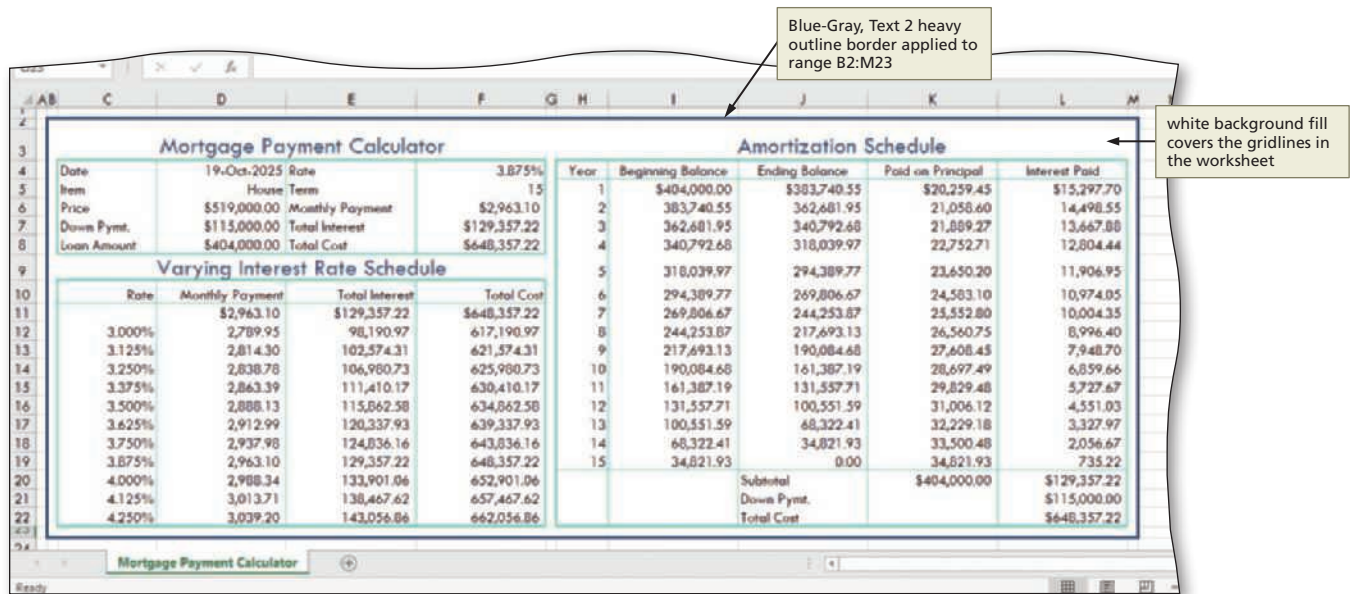 Blue-Gray, Text 2 heavy
outline border applied to
range B2:M23
white background fill
covers the gridlines in
the worksheet
A B C D E F G H I J K L M
3 Mortgage Payment Calculator Amortization Schedule
4 Date 19-Oct-2025 Rate 3.875% Year Beginning Balance Ending Balance Paid on Principal Interest Paid
5 Item House Term 15 1 $404,000.00 $383,740.55 $20,259.45 $15,297.70
6 Price $519,000.00 Monthly Payment $2,963.10 2 383,740.55 362,681.95 21,058.60 14,498.55
7 Down Pymt. $115,000.00 Total Interest $129,357.22 3 362,681.95 340,792.68 21,889.27 13,667.88
8 Loan Amount $404,000.00 Total Cost $648,357.22 4 340,792.68 318,039.97 22,752.71 12,804.44
9 Varying Interest Rate Schedule 5 318,039.97 294,389.77 23,650.20 11,906.95
10 Rate Monthly Payment Total Interest Total Cost 6 294,389.77 269,806.67 24,583.10 10,974.05
11 $2,963.10 $129,357.22 $648,357.22 7 269,806.67 244,253.87 25,552.80 10,004.35
12 3.000% 2,789.95 98,190.97 617,190.97 8 244,253.87 217,693.13 26,560.75 8,996.40
13 3.125% 2,814.30 102,574.31 621,574.31 9 217,693.13 190,084.68 27,608.45 7,948.70
14 3.250% 2,838.78 106,980.73 625,980.73 10 190,084.68 161,387.19 28,697.49 6,859.66
15 3.375% 2,863.39 111,410.17 630,410.17 11 161,387.19 131,557.71 29,829.48 5,727.67
16 3.500% 2,888.13 115,862.58 634,862.58 12 131,557.71 100,551.59 31,006.12 4,551.03
17 3.625% 2,912.99 120,337.93 639,337.93 13 100,551.59 68,322.41 32,229.18 3,327.97
18 3.750% 2,937.98 124,836.16 643,836.16 14 68,322.41 34,821.93 33,500.48 2,056.67
19 3.875% 2,963.10 129,357.22 648,357.22 15 34,821.93 0.00 34,821.93 735.22
20 4.000% 2,988.34 133,901.06 652,901.06 Subtotal $404,000.00 $129,357.22
21 4.125% 3,013.71 138,467.62 657,467.62 Down Pymt. $115,000.00
22 4.250% 3,039.20 143,056.86 662,056.86 Total Cost $648,357.22
Mortgage Payment Calculator
Ready